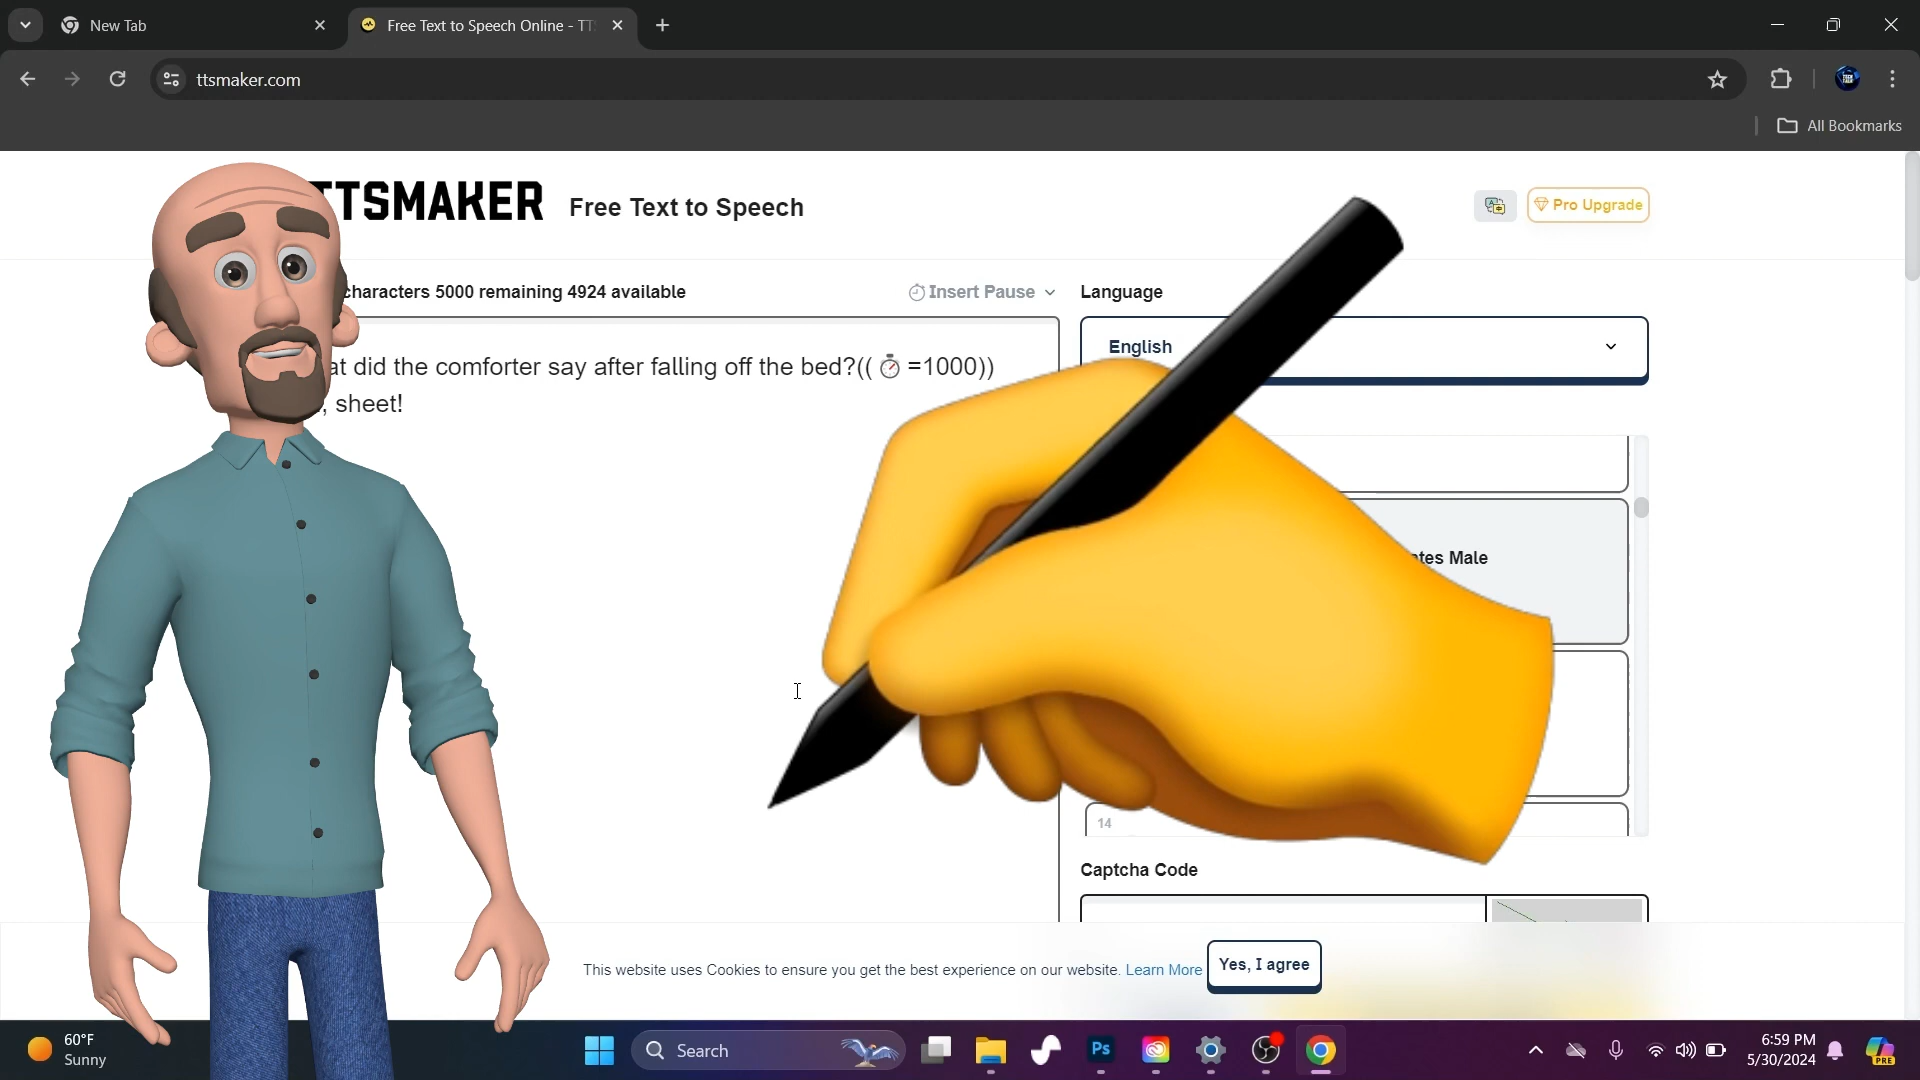 New Tab
Free Text to Speech Online - TT
ttsmaker.com
All Bookmarks
TTSMAKER
Free Text to Speech
Pro Upgrade
characters 5000 remaining 4924 available
Insert Pause
Language
English
at did the comforter say after falling off the bed?((⏱=1000))
, sheet!
tes Male
14
Captcha Code
This website uses Cookies to ensure you get the best experience on our website. Learn More
Yes, I agree
60°F
Sunny
Search
Ps
PRE
6:59 PM
5/30/2024